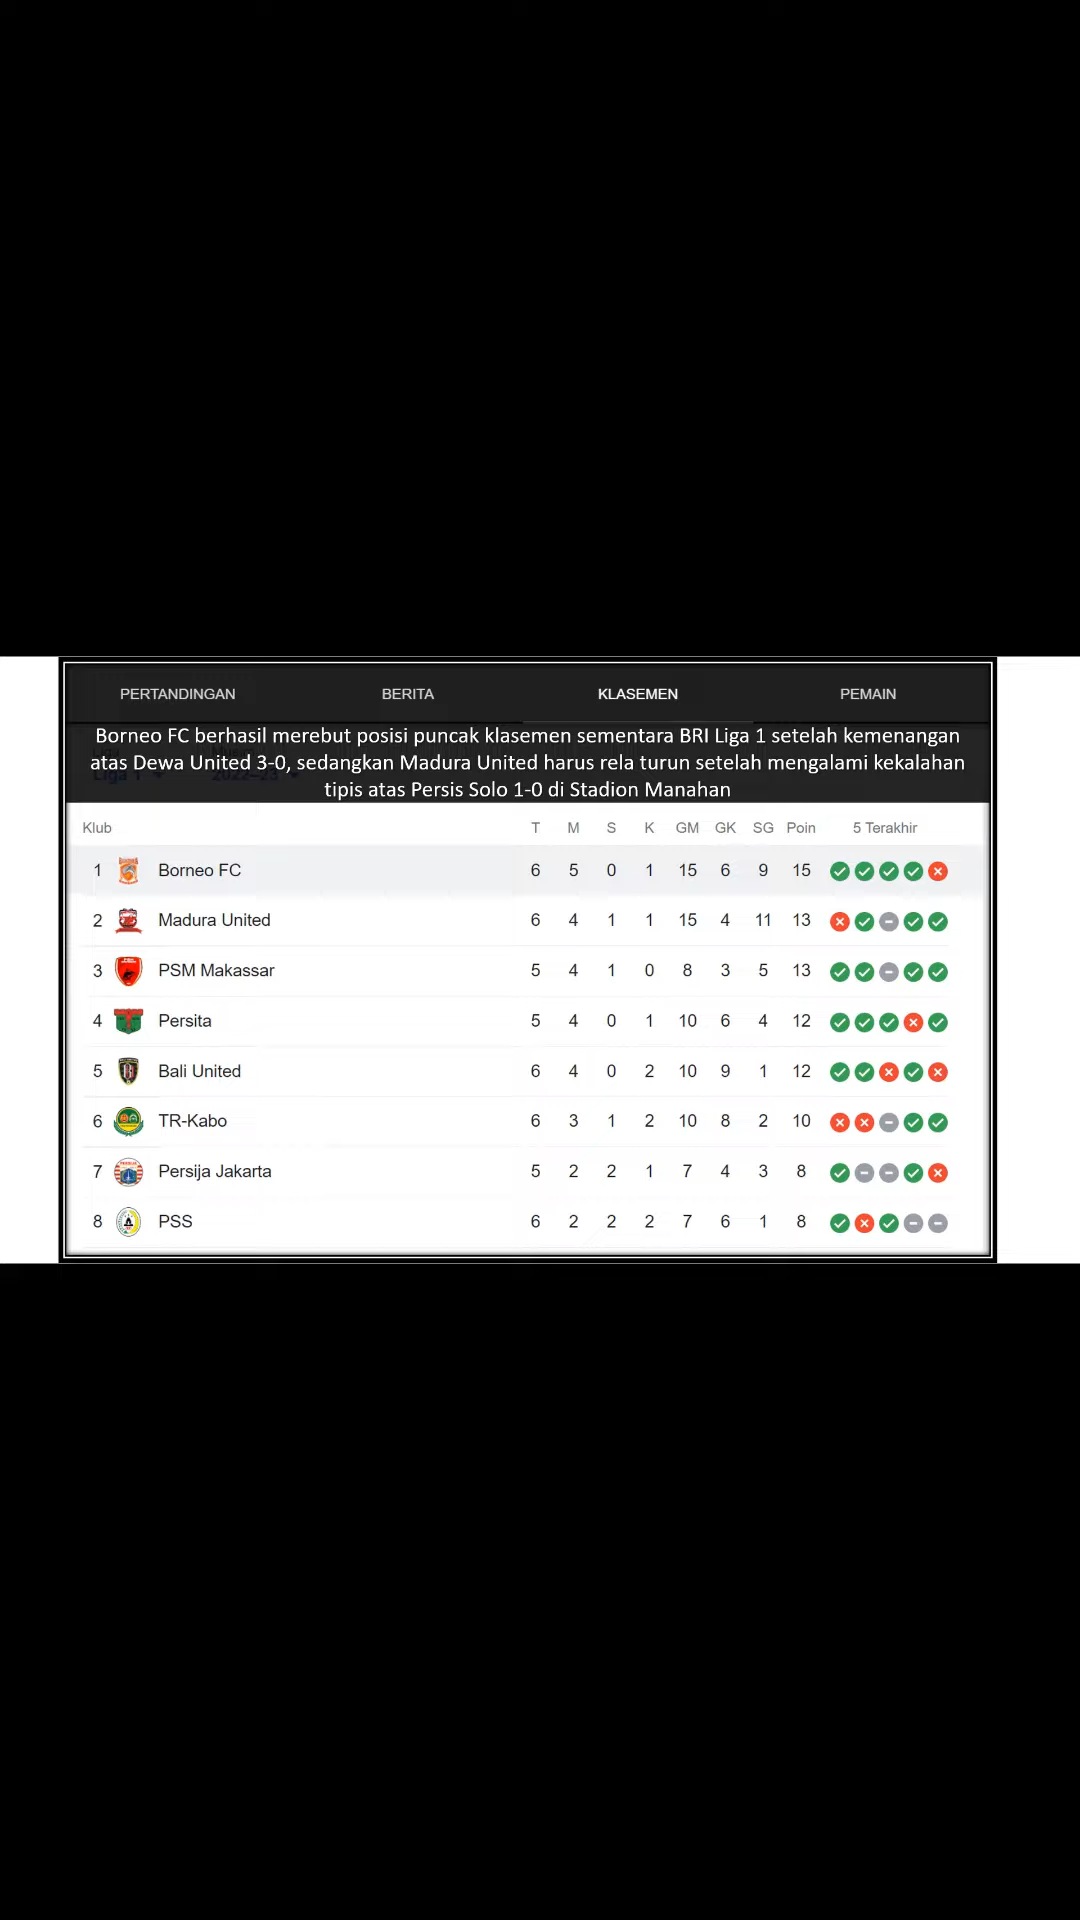 PERTANDINGAN BERITA KLASEMEN PEMAIN
Borneo FC berhasil merebut posisi puncak klasemen sementara BRI Liga 1 setelah kemenangan
atas Dewa United 3-0, sedangkan Madura United harus rela turun setelah mengalami kekalahan
tipis atas Persis Solo 1-0 di Stadion Manahan
Liga 1 2022-23
Klub T M S K GM GK SG Poin 5 Terakhir
1 Borneo FC 6 5 0 1 15 6 9 15
2 Madura United 6 4 1 1 15 4 11 13
3 PSM Makassar 5 4 1 0 8 3 5 13
4 Persita 5 4 0 1 10 6 4 12
5 Bali United 6 4 0 2 10 9 1 12
6 TR-Kabo 6 3 1 2 10 8 2 10
7 Persija Jakarta 5 2 2 1 7 4 3 8
8 PSS 6 2 2 2 7 6 1 8